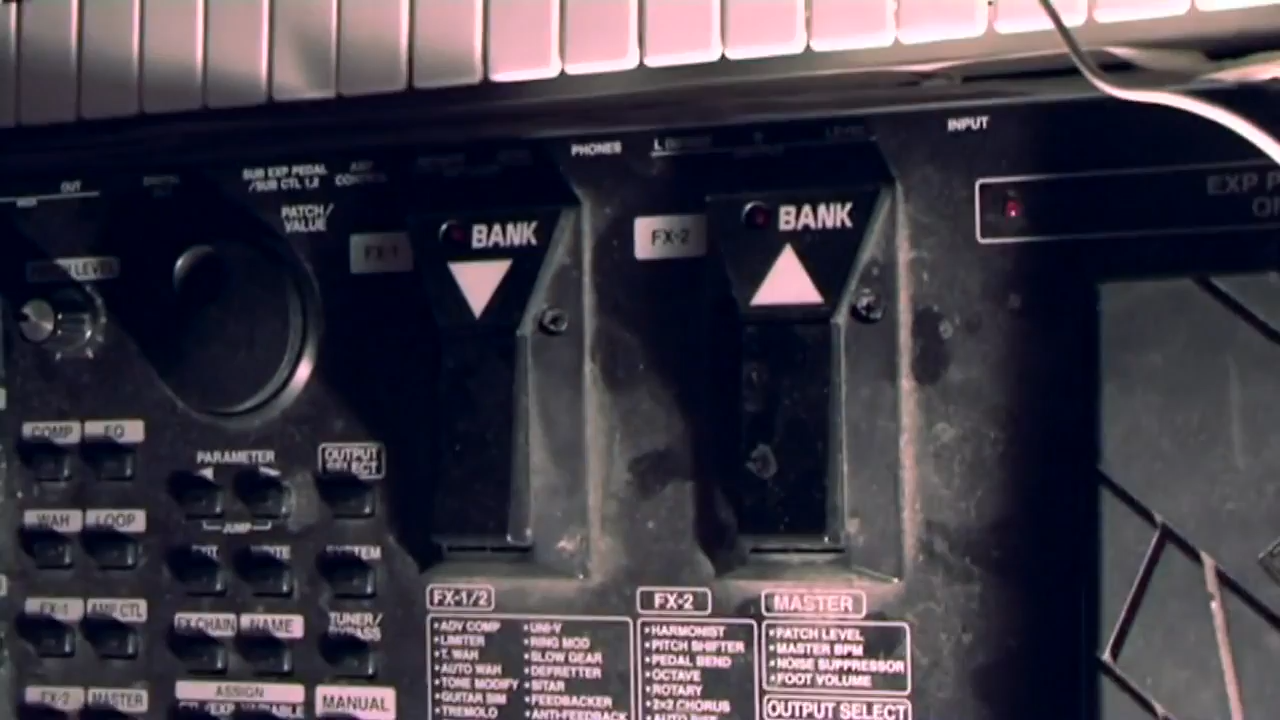 INPUT
PHONES
L
OUT
SUB EXP PEDAL
/SUB CTL 1,2
EXP P
PATCH/
VALUE
BANK
BANK
FX-1
FX-2
LEVEL
COMP
EQ
PARAMETER
OUTPUT
JUMP
WAH
LOOP
EXIT
WRITE
SYSTEM
FX-1
AMP CTL
FX CHAIN
NAME
TUNER/
BYPASS
FX-2
MASTER
ASSIGN
MANUAL
FX-1/2
•ADV COMP
•LIMITER
•T. WAH
•AUTO WAH
•TONE MODIFY
•GUITAR SIM
•TREMOLO
•UNI-V
•RING MOD
•SLOW GEAR
•DEFRETTER
•SITAR
•FEEDBACKER
•ANTI-FEEDBACK
FX-2
•HARMONIST
•PITCH SHIFTER
•PEDAL BEND
•OCTAVE
•ROTARY
•2×2 CHORUS
MASTER
•PATCH LEVEL
•MASTER BPM
•NOISE SUPPRESSOR
•FOOT VOLUME
OUTPUT SELECT